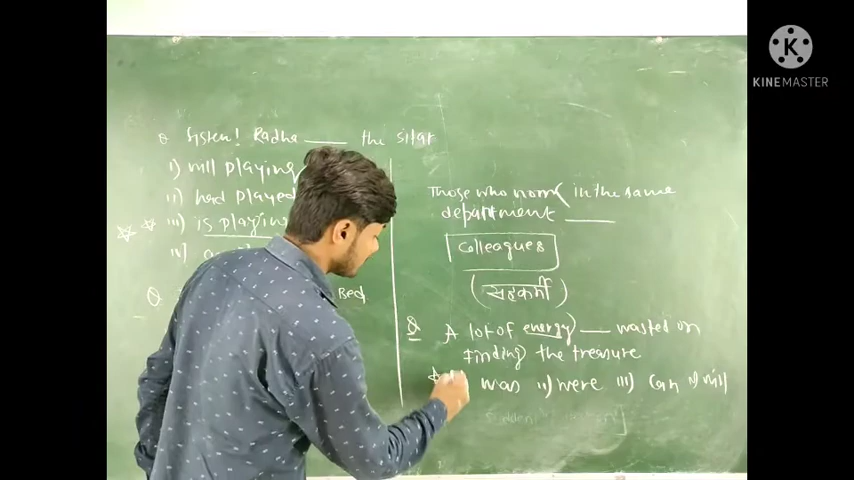 Q Listen! Radha ____ the sitar
i) will playing
ii) had played
iii) is playing
iv)
Q
Bed.
Those who work in the same
department ____
Colleagues
(सहकर्मी)
Q A lot of energy ____ wasted on
finding the treasure
was ii) were iii) can iv) will
KINEMASTER